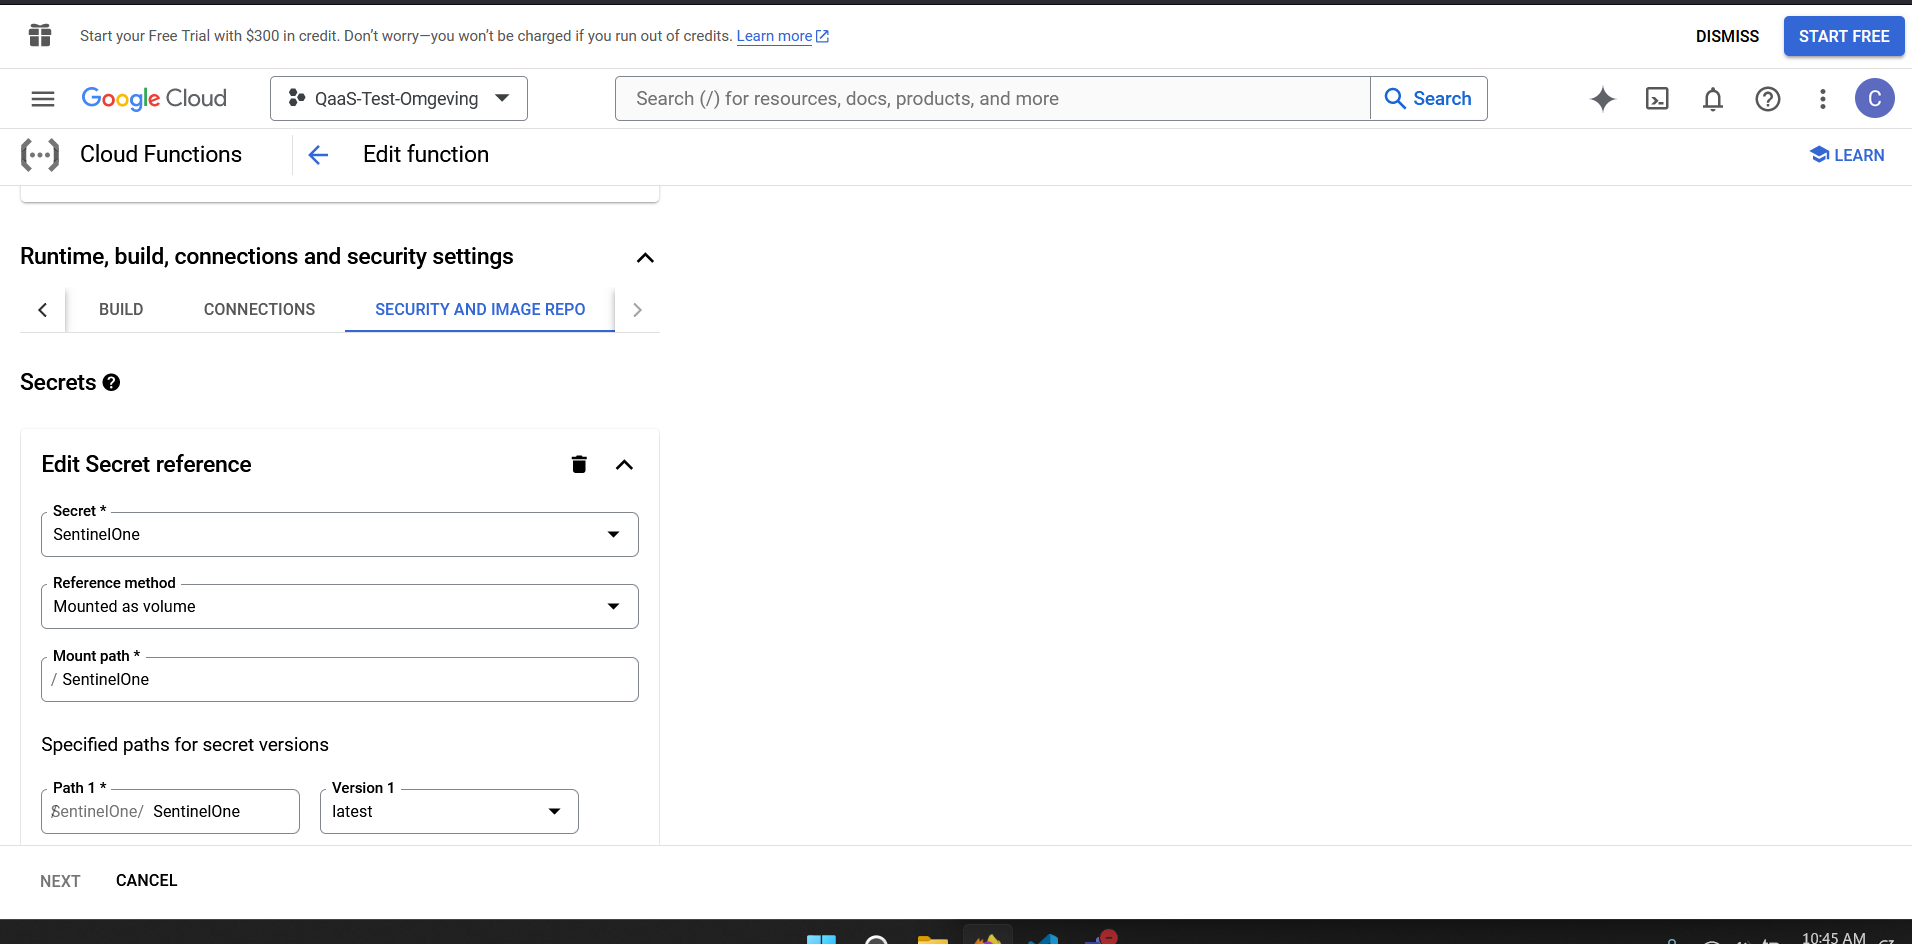 Start your Free Trial with $300 in credit. Don't worry—you won't be charged if you run out of credits. Learn more
DISMISS
START FREE
Google Cloud
QaaS-Test-Omgeving
Search (/) for resources, docs, products, and more
Search
C
Cloud Functions
Edit function
LEARN
Runtime, build, connections and security settings
BUILD
CONNECTIONS
SECURITY AND IMAGE REPO
Secrets
Edit Secret reference
Secret *
SentinelOne
Reference method
Mounted as volume
Mount path *
/ SentinelOne
Specified paths for secret versions
Path 1 *
/SentinelOne/ SentinelOne
Version 1
latest
NEXT
CANCEL
10:45 AM